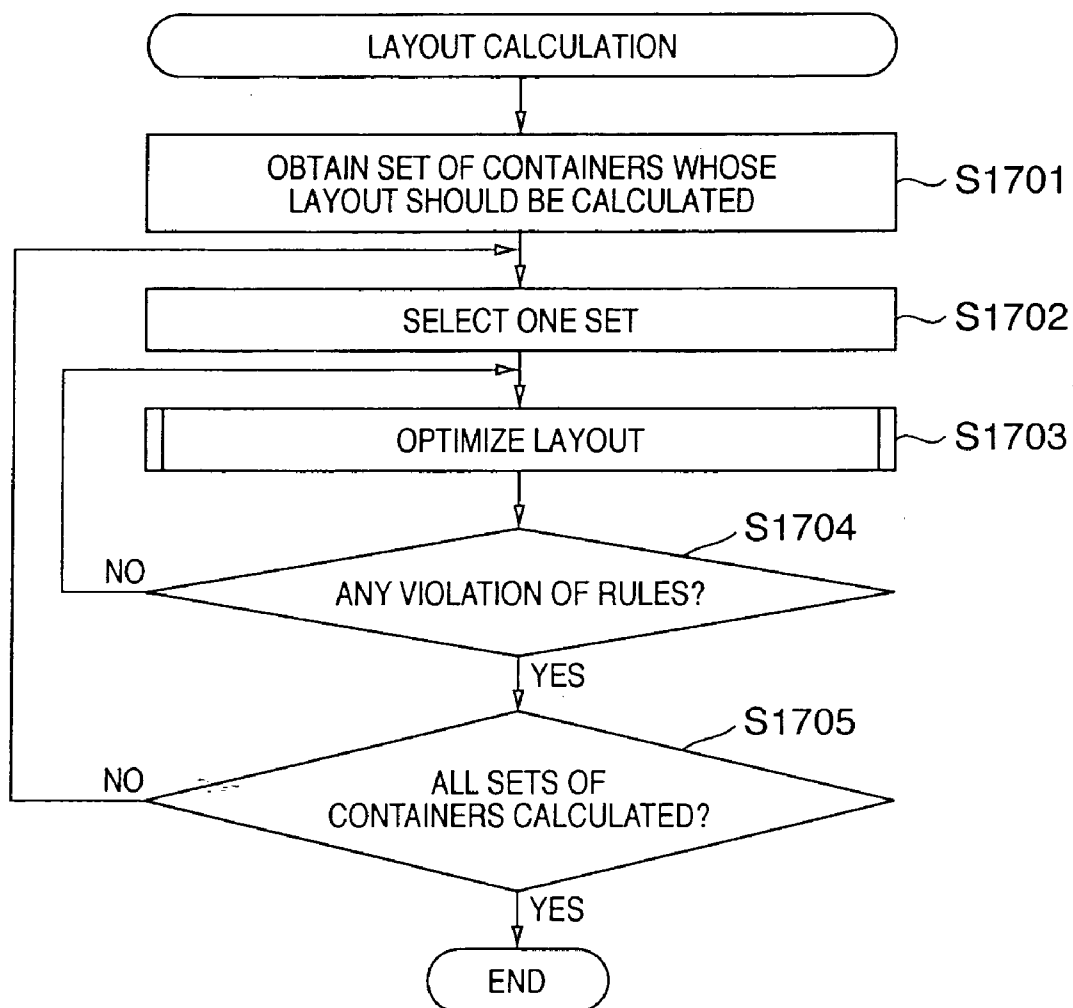 LAYOUT CALCULATION
OBTAIN SET OF CONTAINERS WHOSE
LAYOUT SHOULD BE CALCULATED
S1701
SELECT ONE SET
S1702
OPTIMIZE LAYOUT
S1703
S1704
NO
ANY VIOLATION OF RULES?
YES
S1705
NO
ALL SETS OF
CONTAINERS CALCULATED?
YES
END